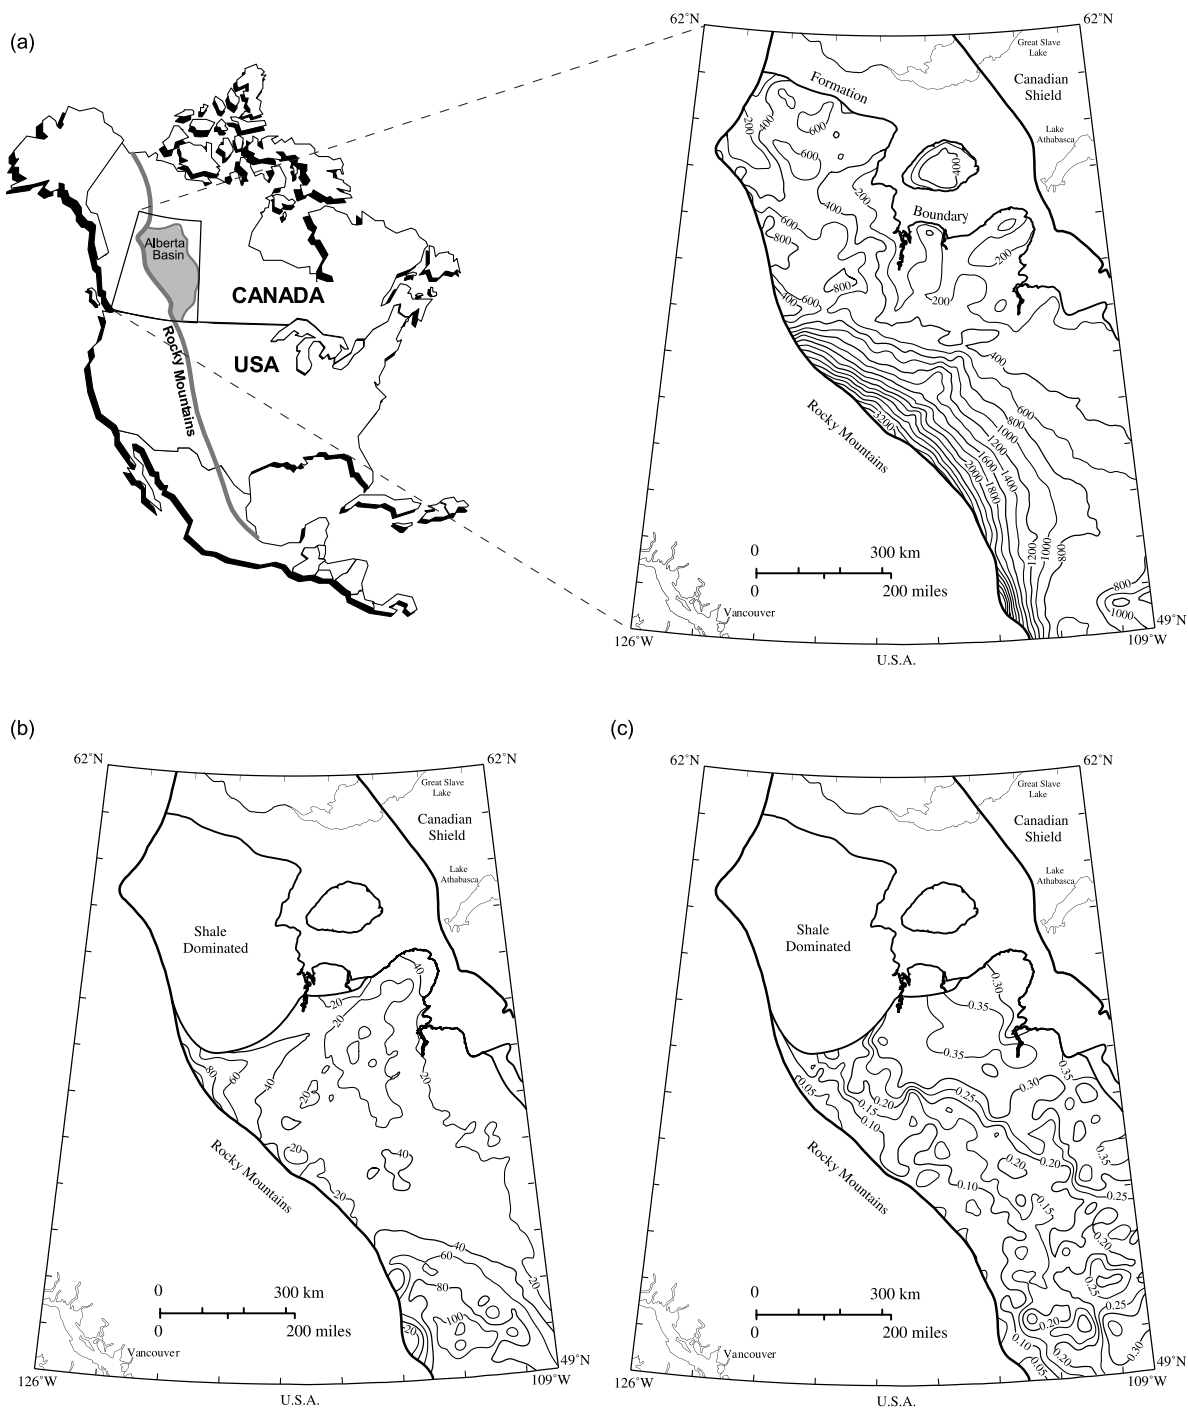 (a)
62°N
62°N
Great Slave
Lake
Canadian
Shield
Lake
Athabasca
Formation
200
400
600
600
400
200
400
Boundary
600
800
200
800
200
400
600
400
3200
600
800
1000
1200
1600
1400
2000
1800
1200
1000
800
800
1000
Rocky Mountains
0
300 km
0
200 miles
Vancouver
126°W
49°N
109°W
U.S.A.
Alberta
Basin
CANADA
USA
Rocky Mountains
(b)
62°N
62°N
Great Slave
Lake
Canadian
Shield
Lake
Athabasca
Shale
Dominated
40
20
20
80
60
40
20
20
20
40
20
40
60
80
100
20
20
Rocky Mountains
0
300 km
0
200 miles
Vancouver
126°W
49°N
109°W
U.S.A.
(c)
62°N
62°N
Great Slave
Lake
Canadian
Shield
Lake
Athabasca
Shale
Dominated
0.30
0.35
0.35
0.35
0.30
0.25
0.05
0.20
0.15
0.10
0.35
0.20
0.20
0.10
0.25
0.15
0.20
0.25
0.25
0.20
0.10
0.20
0.05
0.30
Rocky Mountains
0
300 km
0
200 miles
Vancouver
126°W
49°N
109°W
U.S.A.